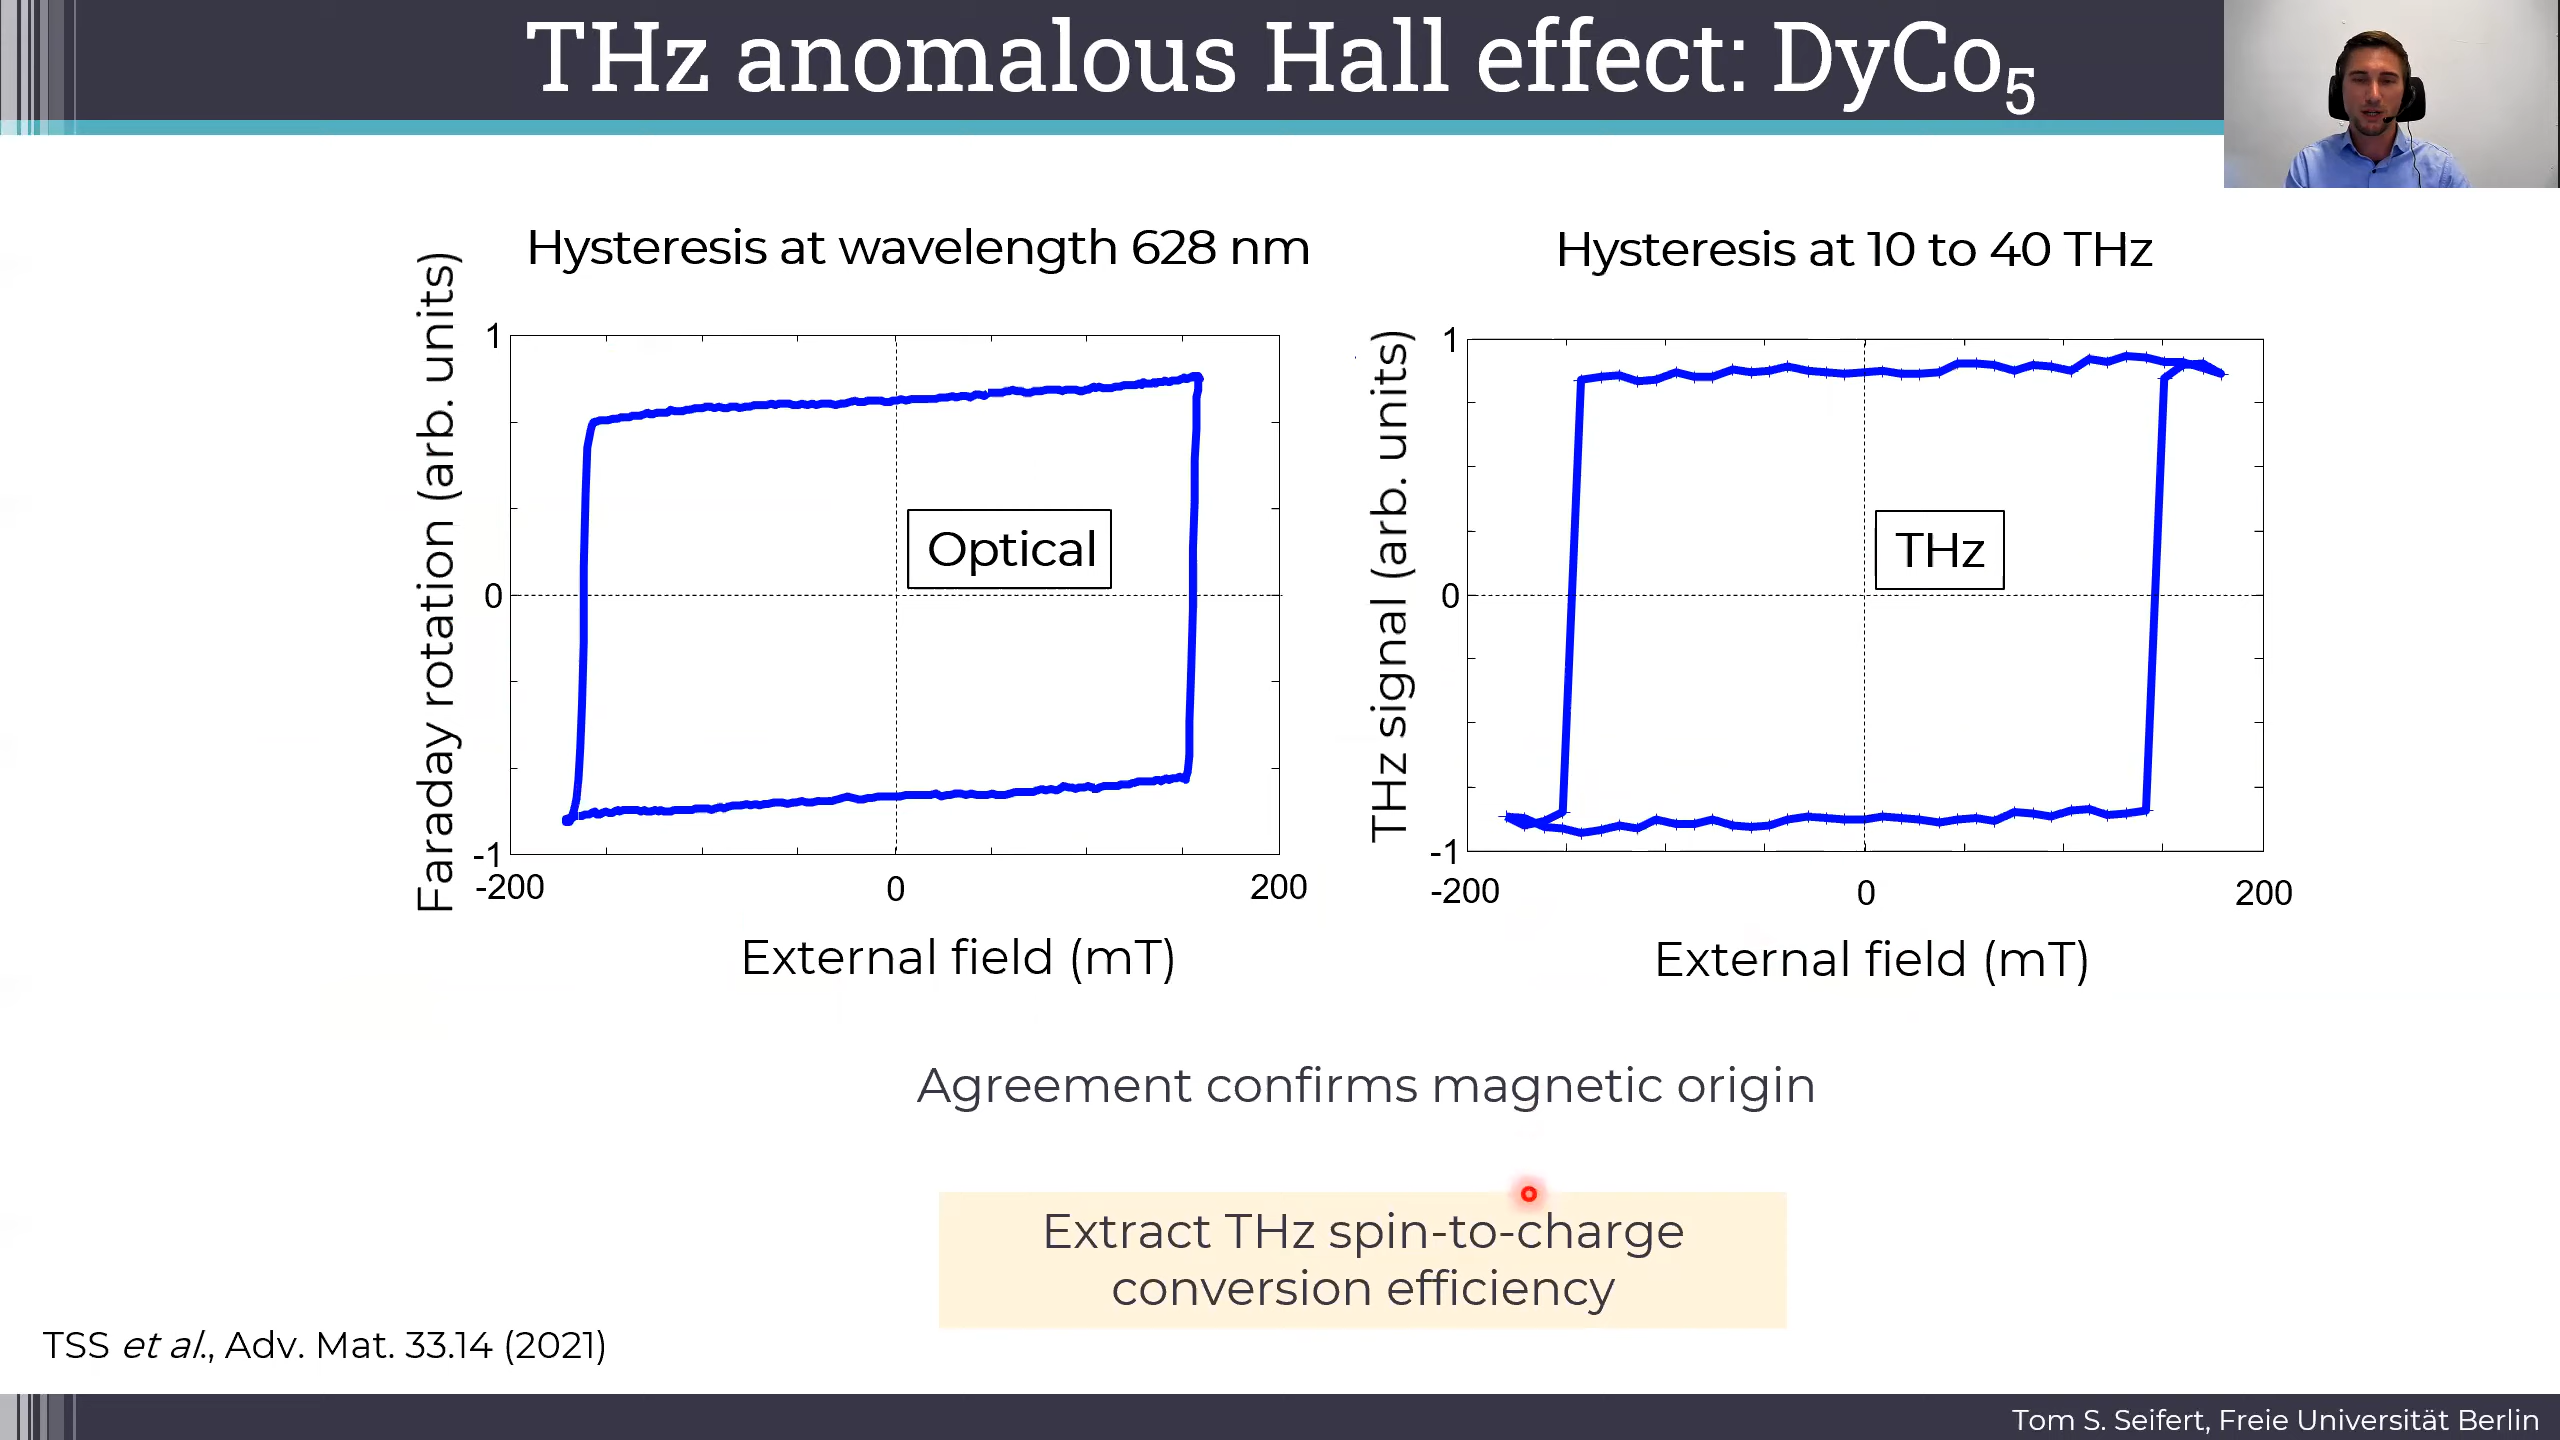 THz anomalous Hall effect: DyCo5
Hysteresis at wavelength 628 nm
Faraday rotation (arb. units)
1
0
-1
-200
0
200
Optical
External field (mT)
Hysteresis at 10 to 40 THz
THz signal (arb. units)
1
0
-1
-200
0
200
THz
External field (mT)
Agreement confirms magnetic origin
Extract THz spin-to-charge
conversion efficiency
TSS et al., Adv. Mat. 33.14 (2021)
Tom S. Seifert, Freie Universität Berlin